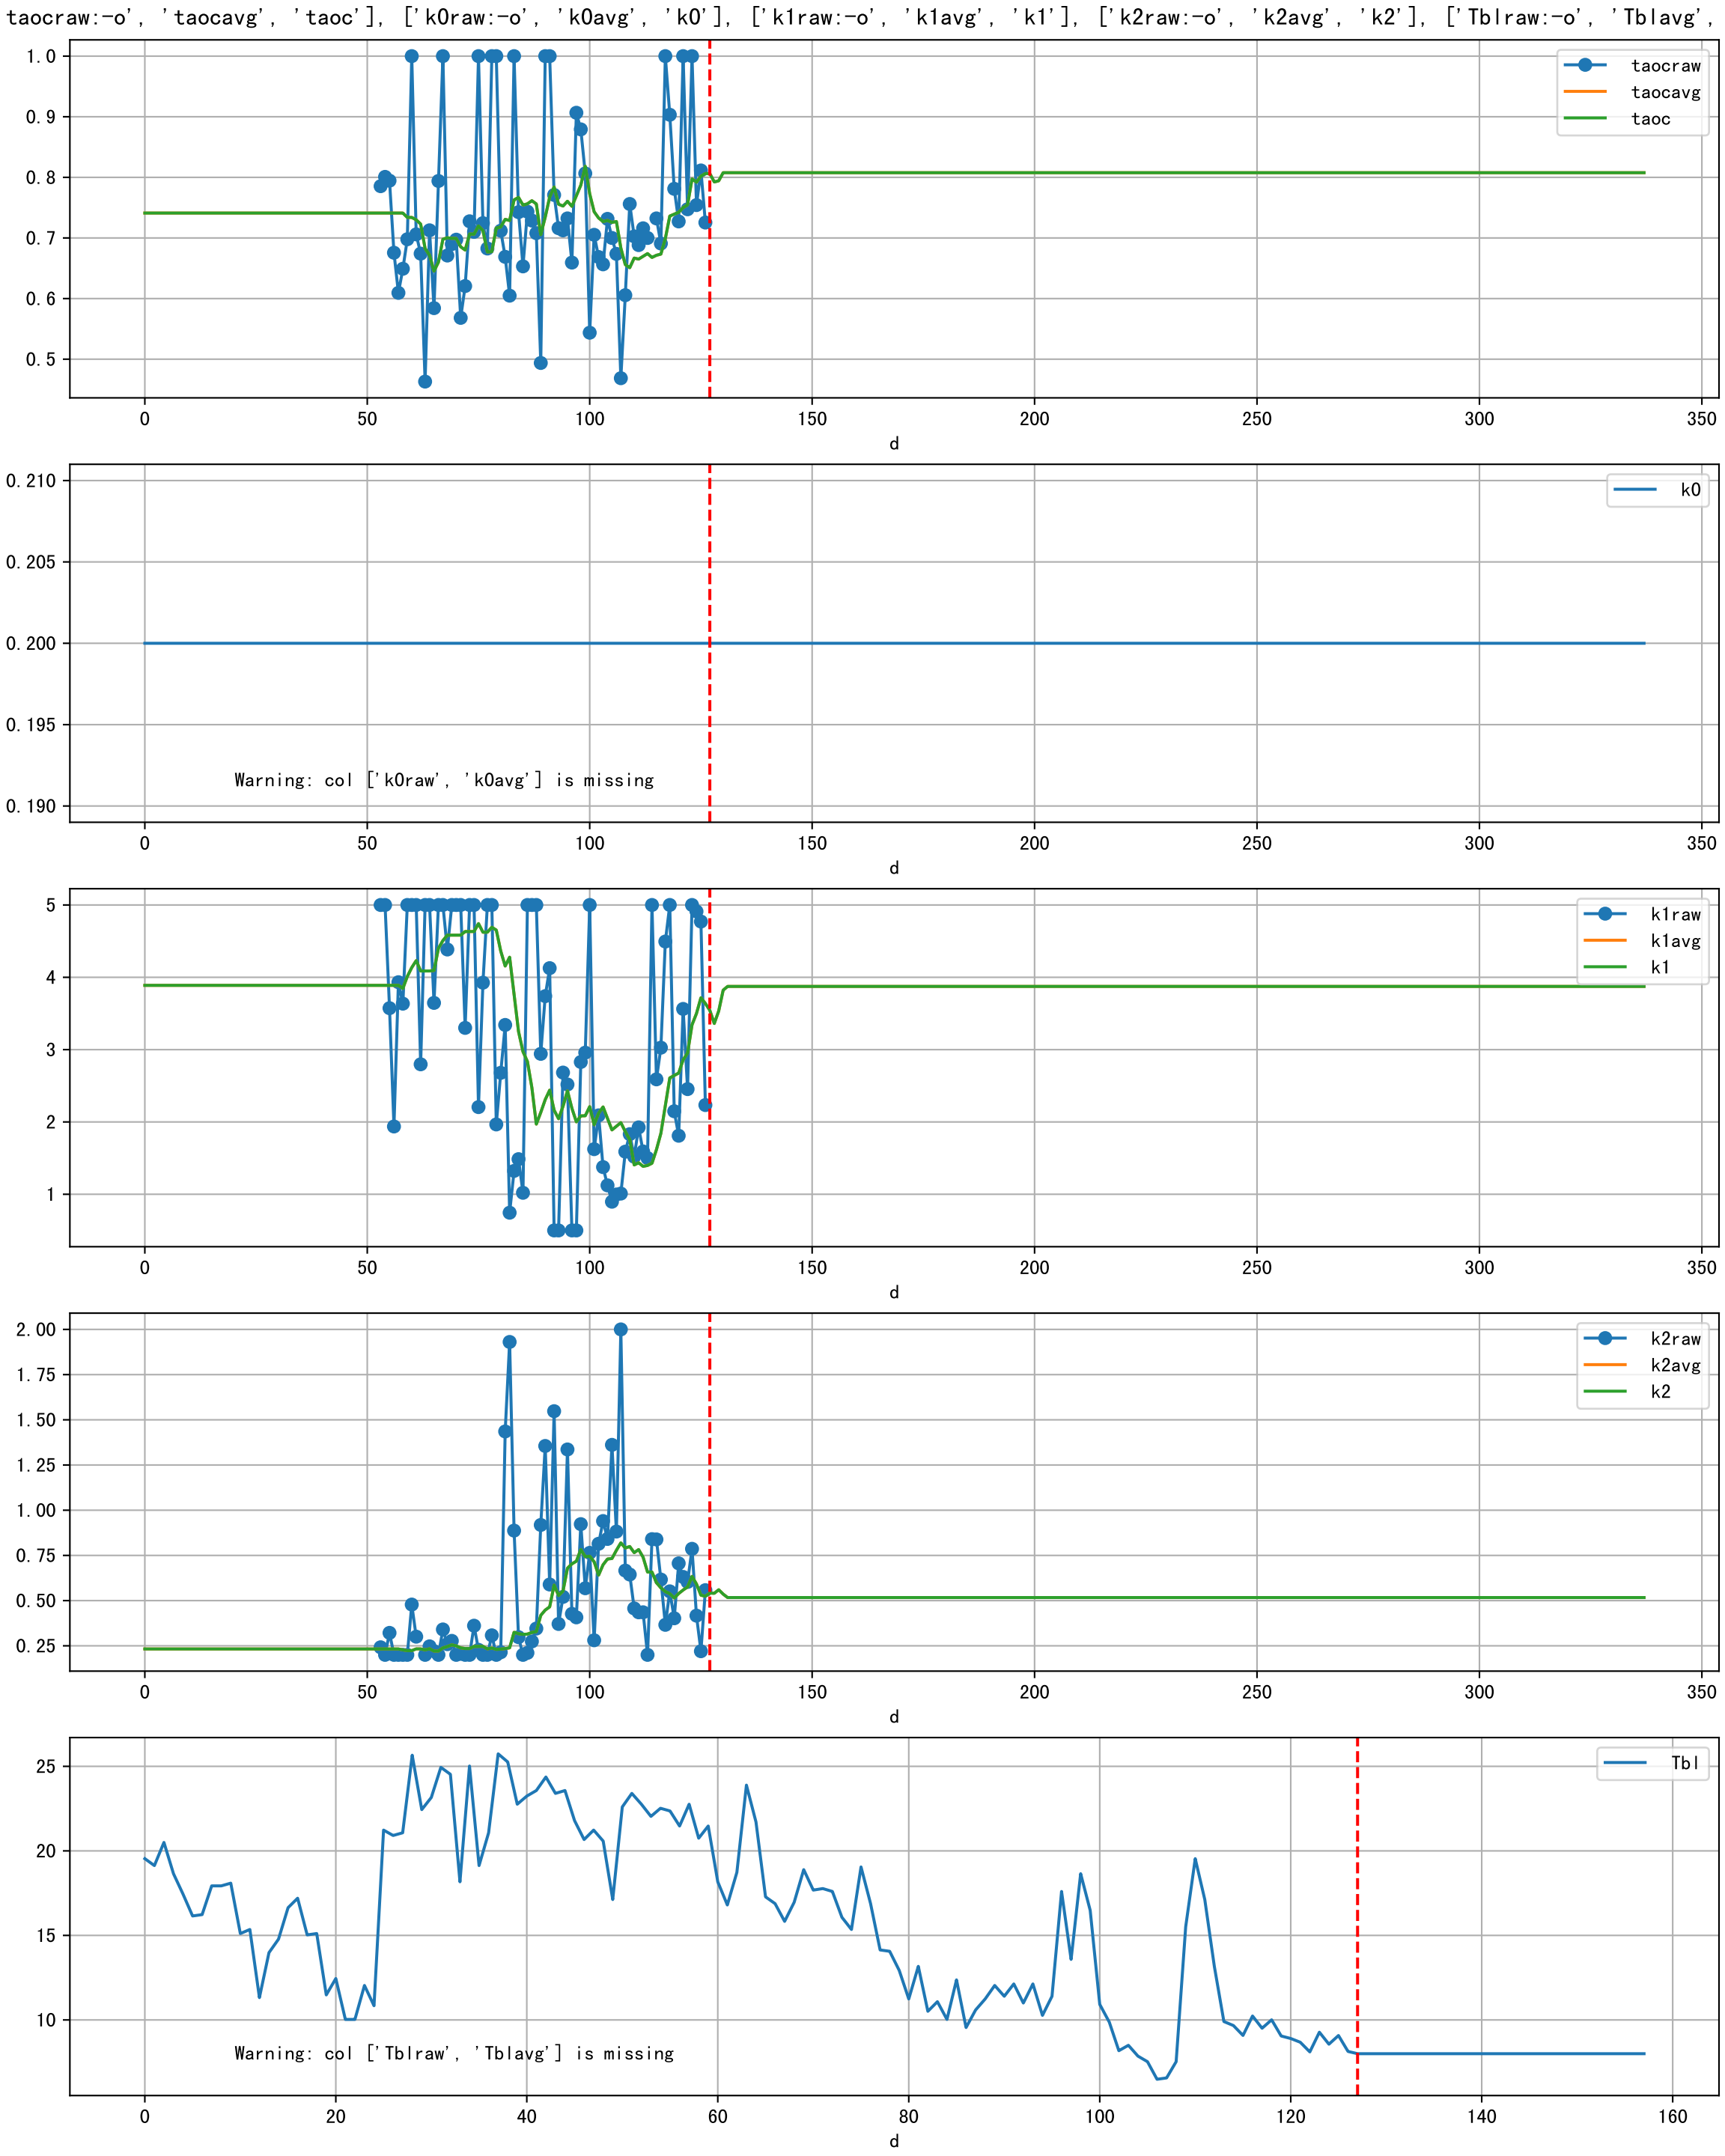 taocraw:-o', 'taocavg', 'taoc'], ['k0raw:-o', 'k0avg', 'k0'], ['k1raw:-o', 'k1avg', 'k1'], ['k2raw:-o', 'k2avg', 'k2'], ['Tblraw:-o', 'Tblavg',
1.0
0.9
0.8
0.7
0.6
0.5
taocraw
taocavg
taoc
0 50 100 150 200 250 300 350
d
0.210
0.205
0.200
0.195
0.190
k0
Warning: col ['k0raw', 'k0avg'] is missing
0 50 100 150 200 250 300 350
d
5
4
3
2
1
k1raw
k1avg
k1
0 50 100 150 200 250 300 350
d
2.00
1.75
1.50
1.25
1.00
0.75
0.50
0.25
k2raw
k2avg
k2
0 50 100 150 200 250 300 350
d
25
20
15
10
Tbl
Warning: col ['Tblraw', 'Tblavg'] is missing
0 20 40 60 80 100 120 140 160
d